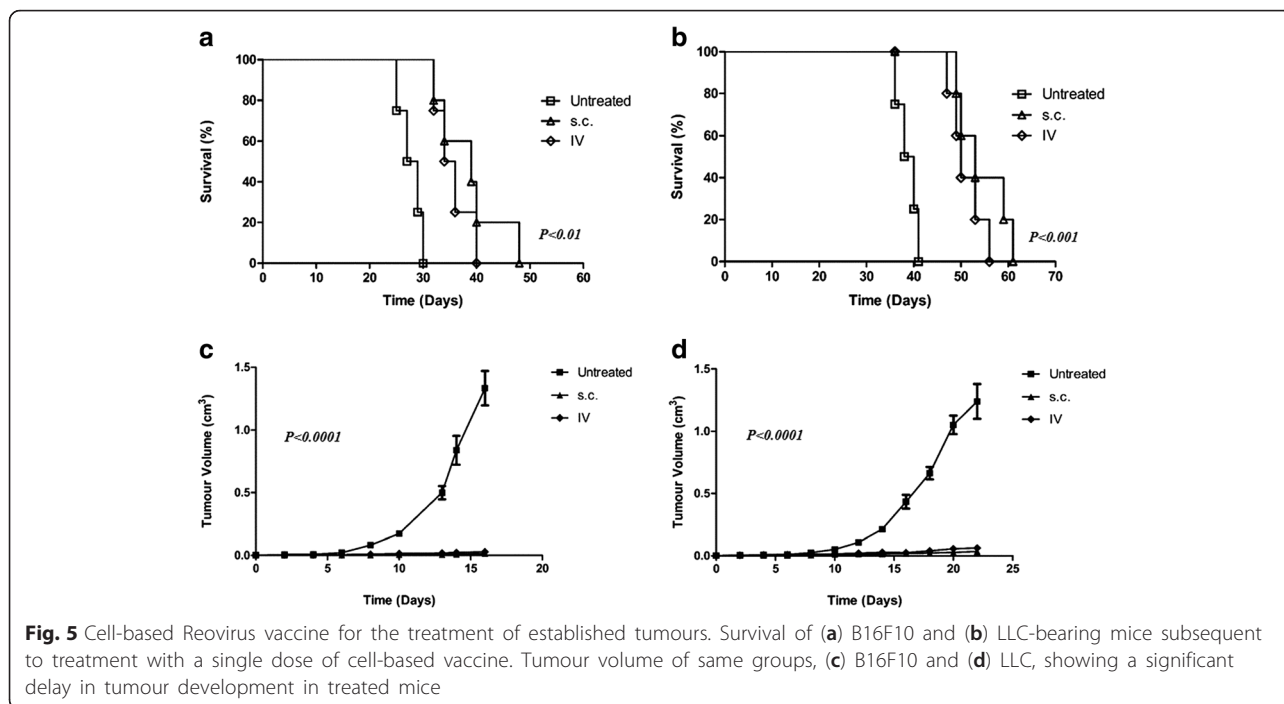 a
100
80
60
40
20
0
Survival (%)
0 10 20 30 40 50 60
Time (Days)
Untreated
s.c.
IV
P<0.01
b
100
80
60
40
20
0
Survival (%)
0 10 20 30 40 50 60 70
Time (Days)
Untreated
s.c.
IV
P<0.001
c
1.5
1.0
0.5
0.0
Tumour Volume (cm³)
0 5 10 15 20
Time (Days)
Untreated
s.c.
IV
P<0.0001
d
1.5
1.0
0.5
0.0
Tumour Volume (cm³)
0 5 10 15 20 25
Time (Days)
Untreated
s.c.
IV
P<0.0001
Fig. 5 Cell-based Reovirus vaccine for the treatment of established tumours. Survival of (a) B16F10 and (b) LLC-bearing mice subsequent
to treatment with a single dose of cell-based vaccine. Tumour volume of same groups, (c) B16F10 and (d) LLC, showing a significant
delay in tumour development in treated mice